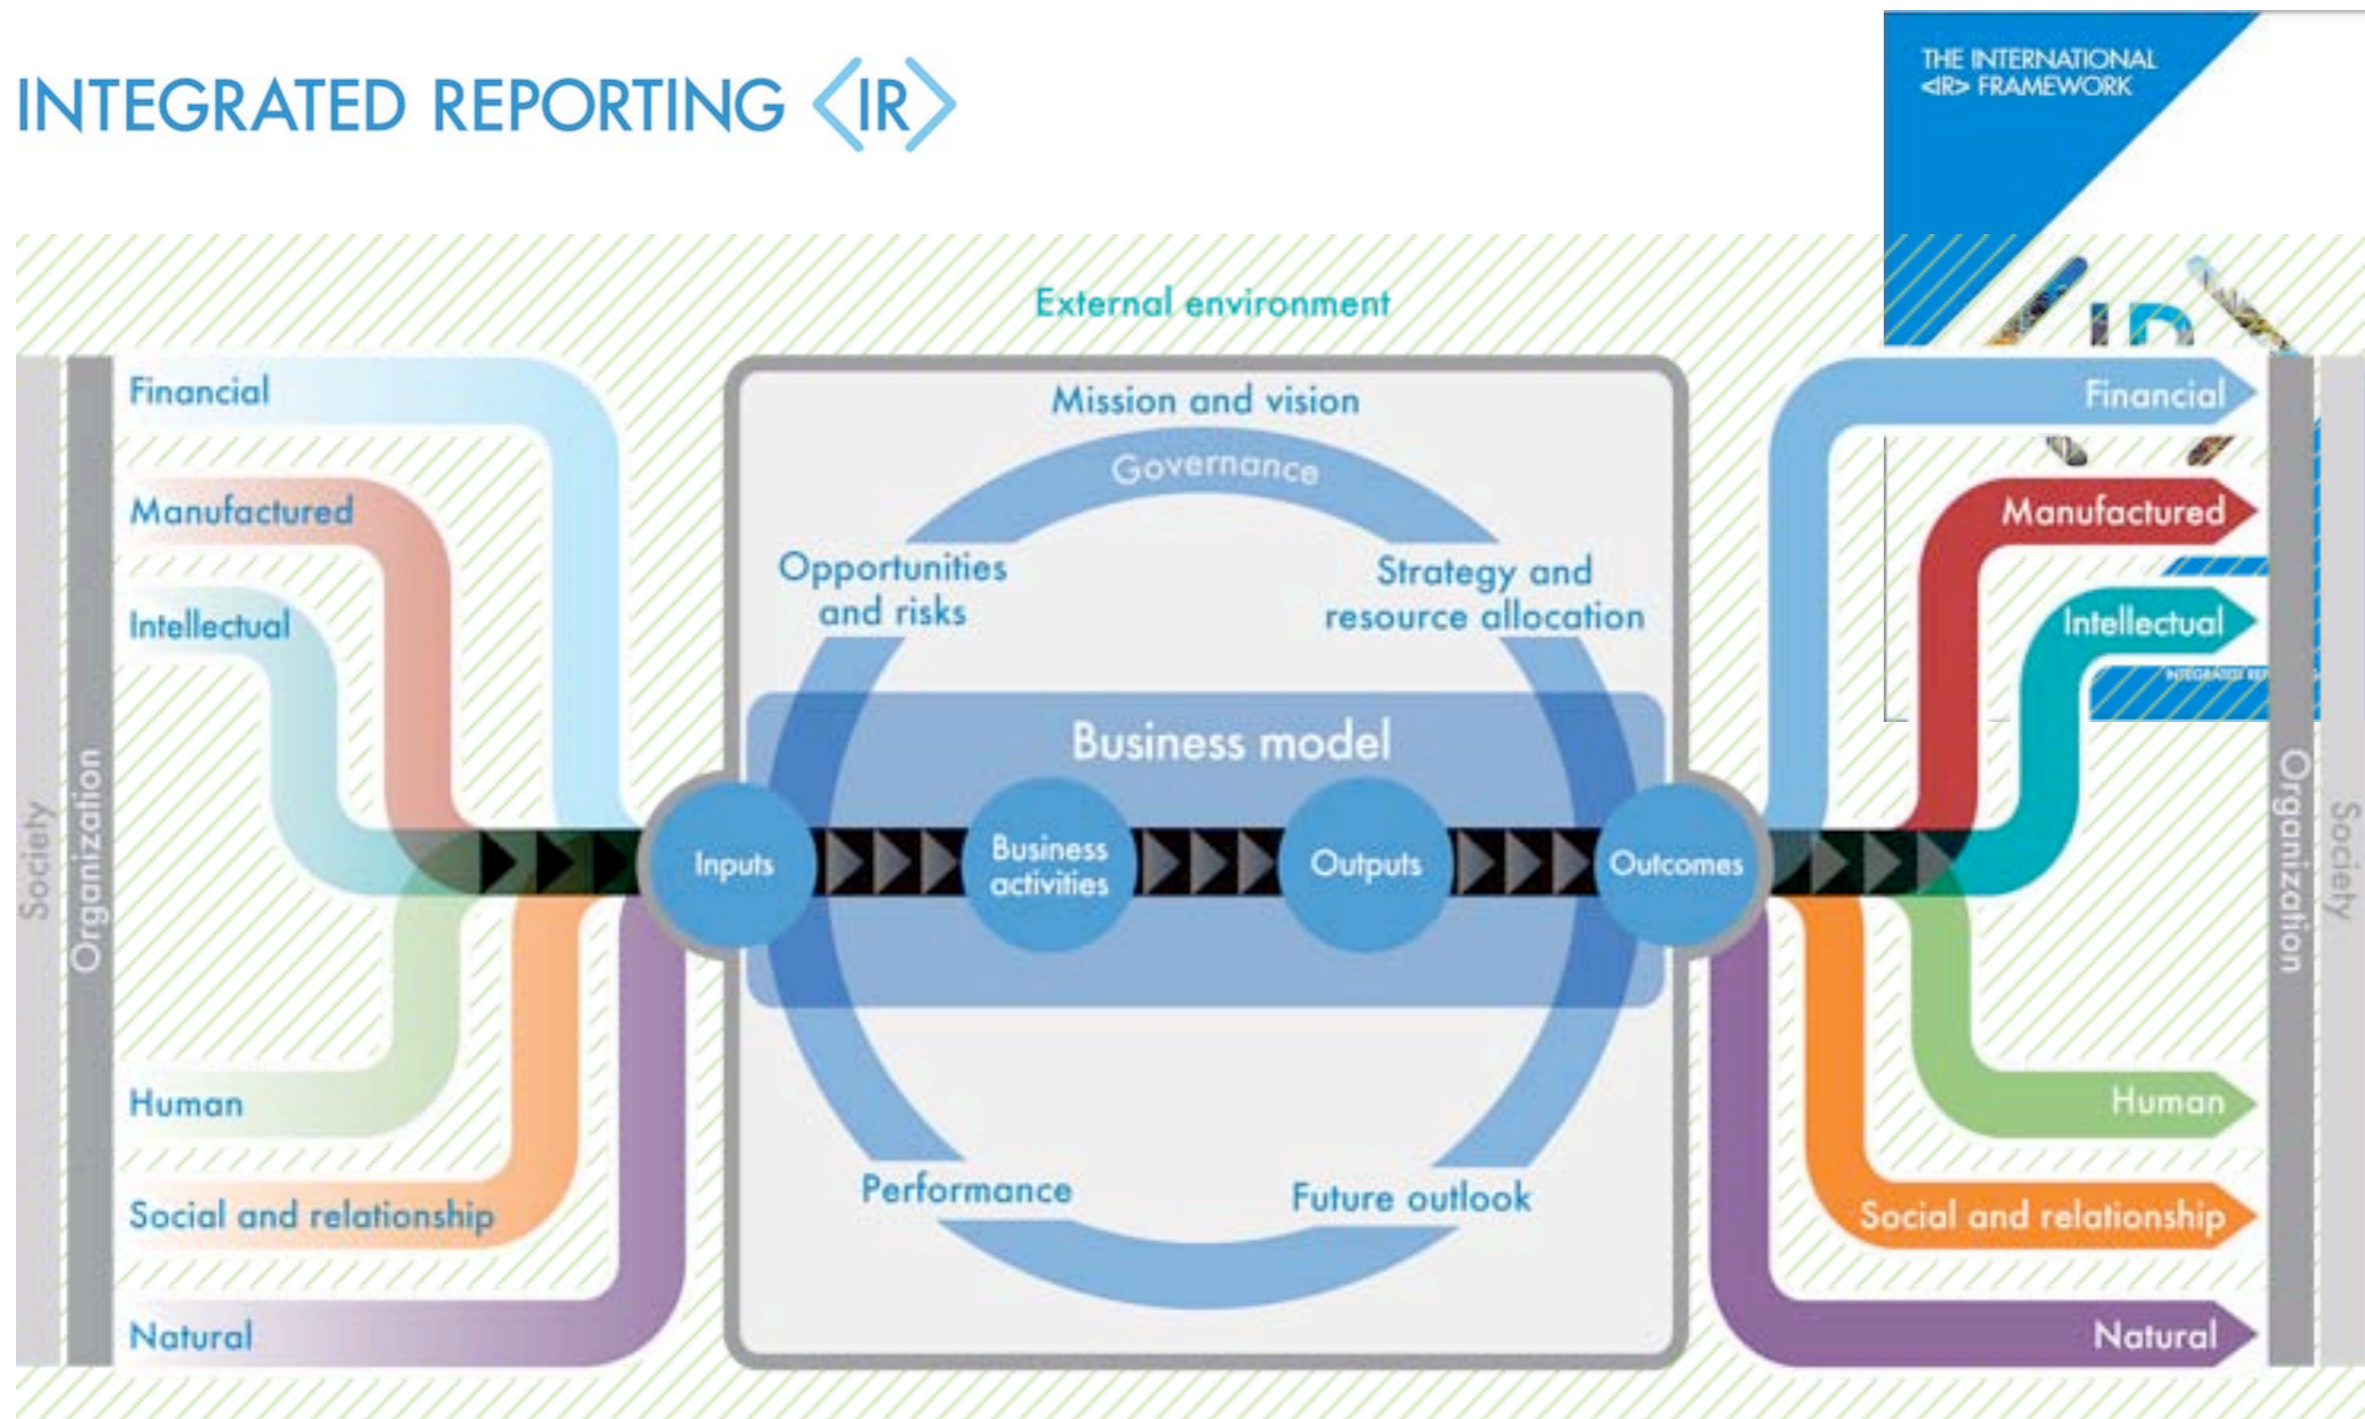 INTEGRATED REPORTING <IR>
THE INTERNATIONAL
<IR> FRAMEWORK
IR
External environment
Society
Organization
Financial
Manufactured
Intellectual
Human
Social and relationship
Natural
Mission and vision
Governance
Opportunities
and risks
Strategy and
resource allocation
Business model
Inputs
Business
activities
Outputs
Outcomes
Performance
Future outlook
Financial
Manufactured
Intellectual
INTEGRATED
Human
Social and relationship
Natural
Organization
Society